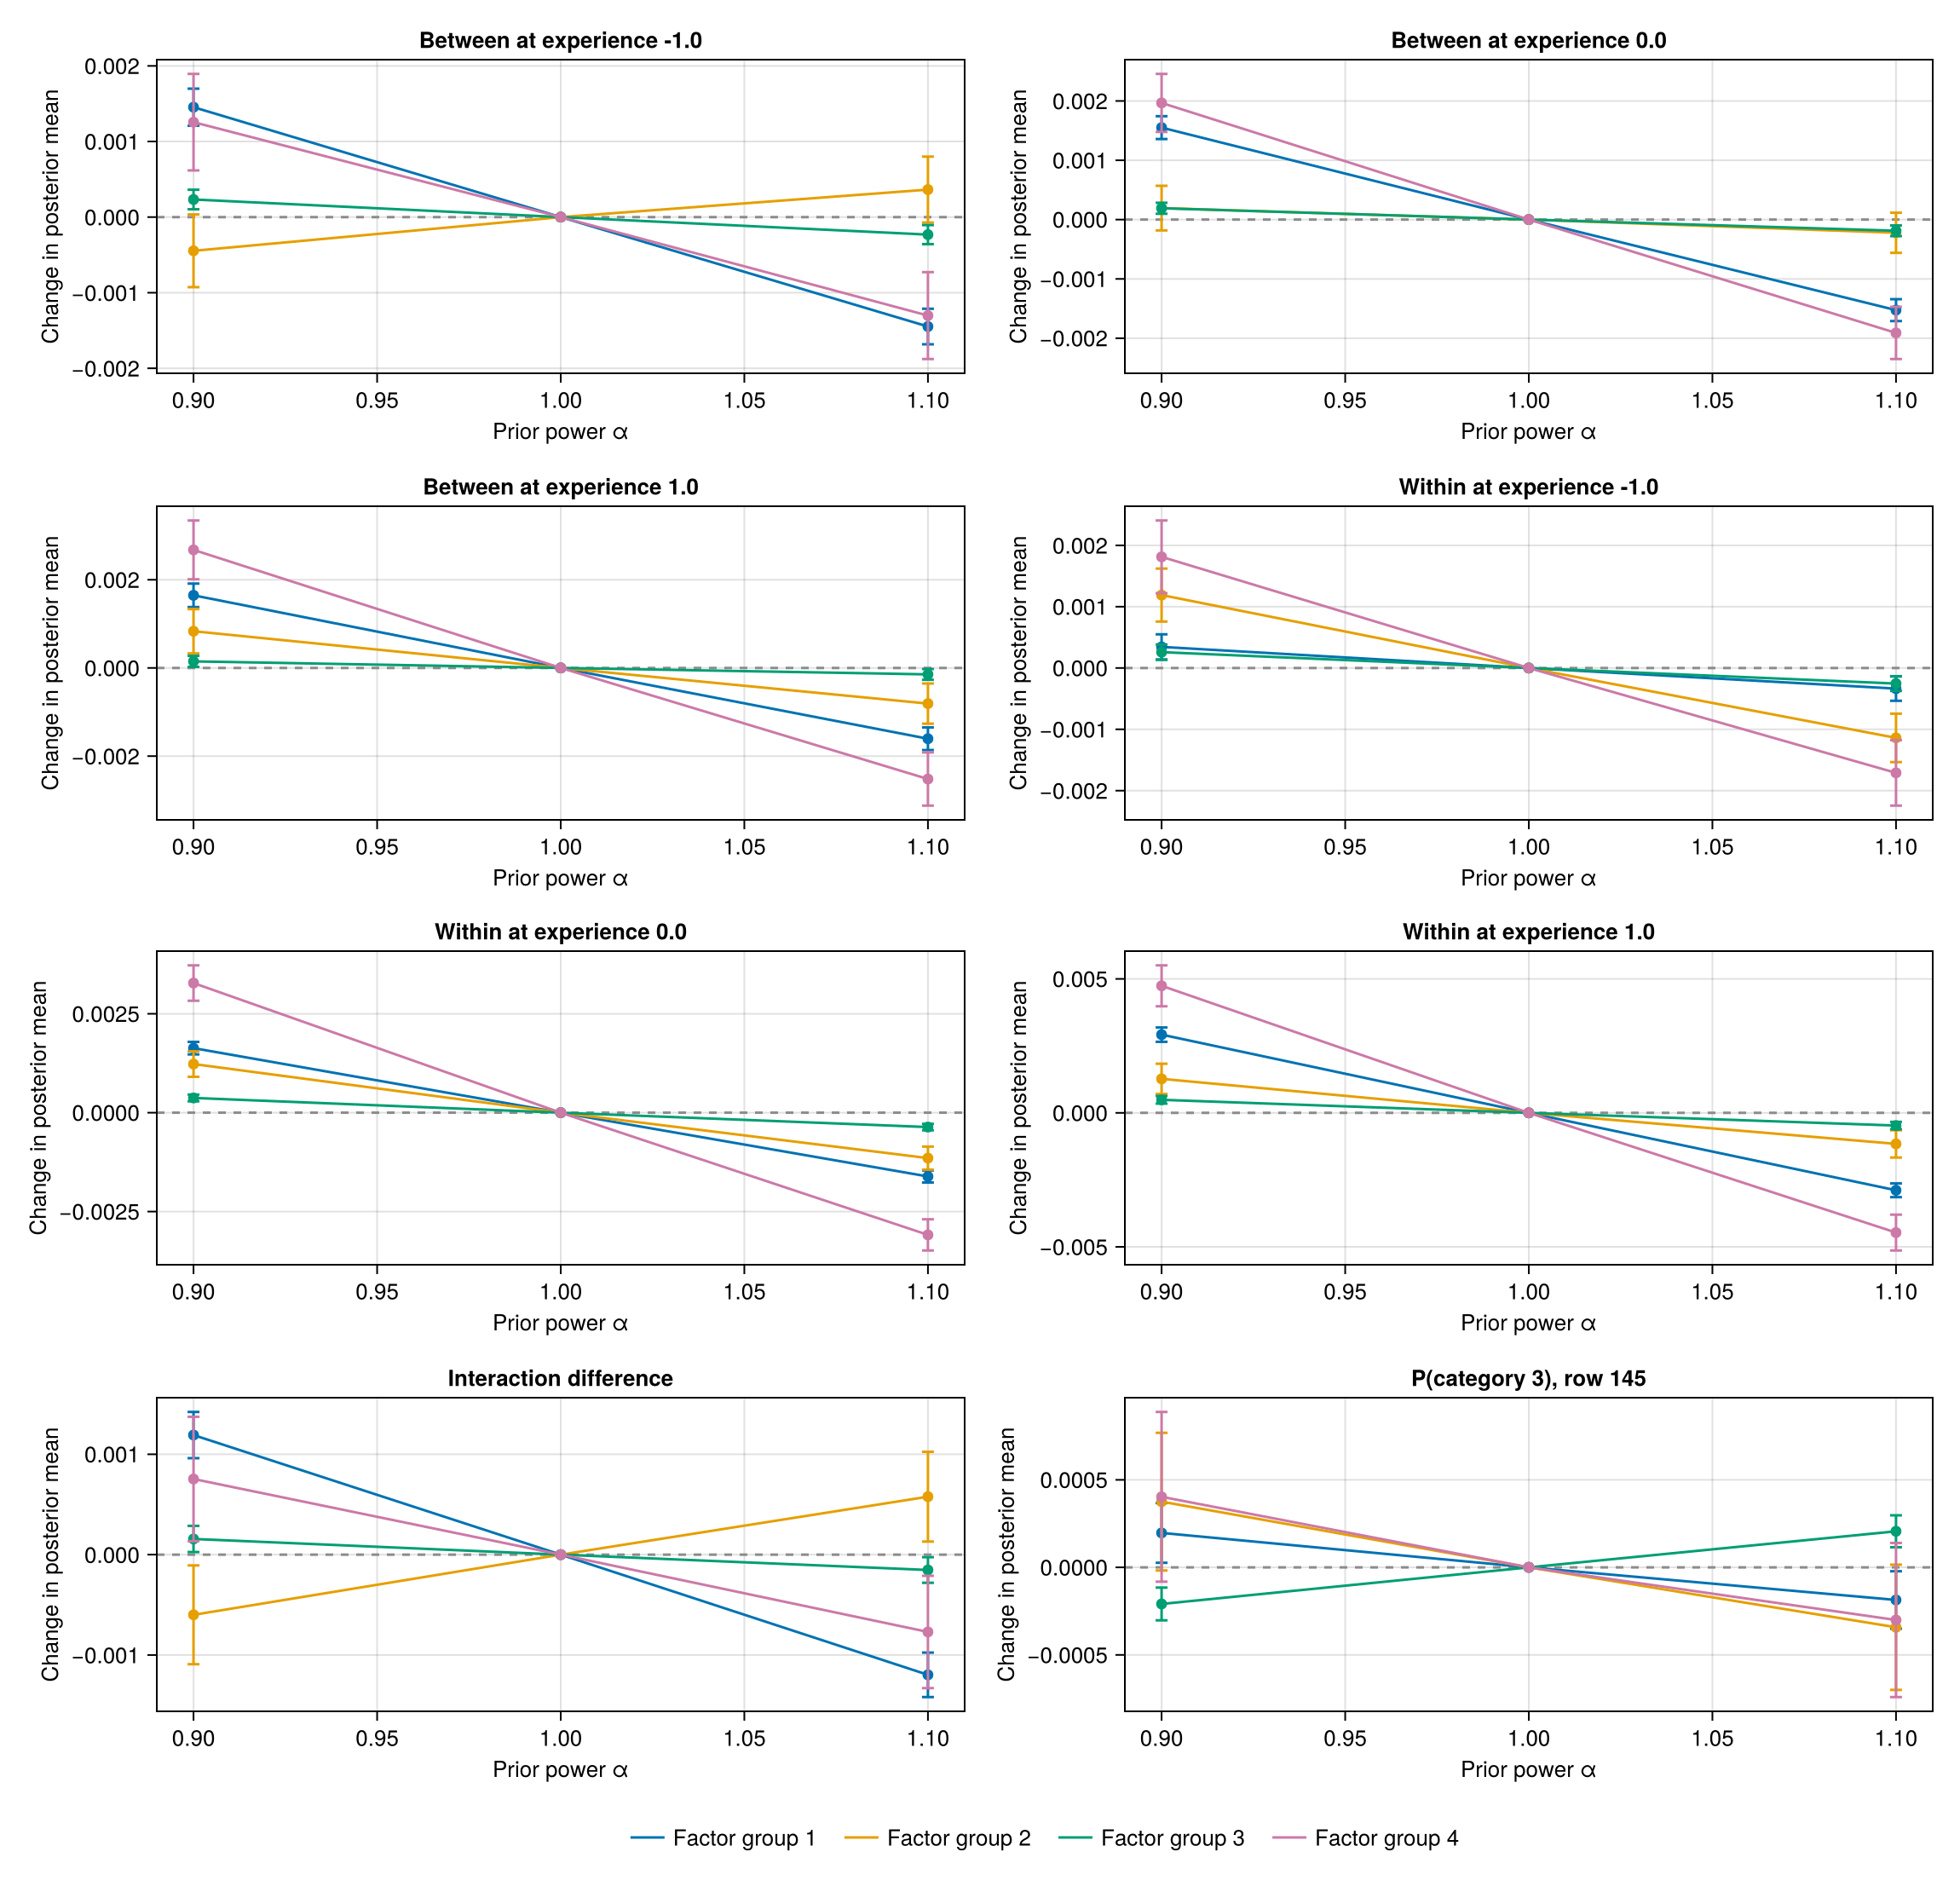 Between at experience -1.0
Change in posterior mean
0.002
0.001
0.000
−0.001
−0.002
0.90 0.95 1.00 1.05 1.10
Prior power α
Between at experience 0.0
Change in posterior mean
0.002
0.001
0.000
−0.001
−0.002
0.90 0.95 1.00 1.05 1.10
Prior power α
Between at experience 1.0
Change in posterior mean
0.002
0.000
−0.002
0.90 0.95 1.00 1.05 1.10
Prior power α
Within at experience -1.0
Change in posterior mean
0.002
0.001
0.000
−0.001
−0.002
0.90 0.95 1.00 1.05 1.10
Prior power α
Within at experience 0.0
Change in posterior mean
0.0025
0.0000
−0.0025
0.90 0.95 1.00 1.05 1.10
Prior power α
Within at experience 1.0
Change in posterior mean
0.005
0.000
−0.005
0.90 0.95 1.00 1.05 1.10
Prior power α
Interaction difference
Change in posterior mean
0.001
0.000
−0.001
0.90 0.95 1.00 1.05 1.10
Prior power α
P(category 3), row 145
Change in posterior mean
0.0005
0.0000
−0.0005
0.90 0.95 1.00 1.05 1.10
Prior power α
Factor group 1 Factor group 2 Factor group 3 Factor group 4